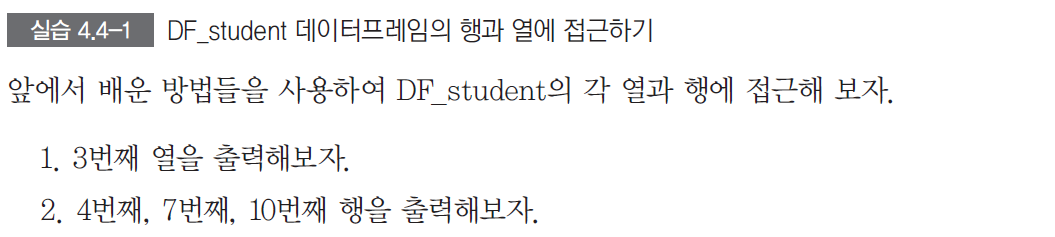 실습 4.4-1 DF_student 데이터프레임의 행과 열에 접근하기
앞에서 배운 방법들을 사용하여 DF_student의 각 열과 행에 접근해 보자.
1. 3번째 열을 출력해보자.
2. 4번째, 7번째, 10번째 행을 출력해보자.